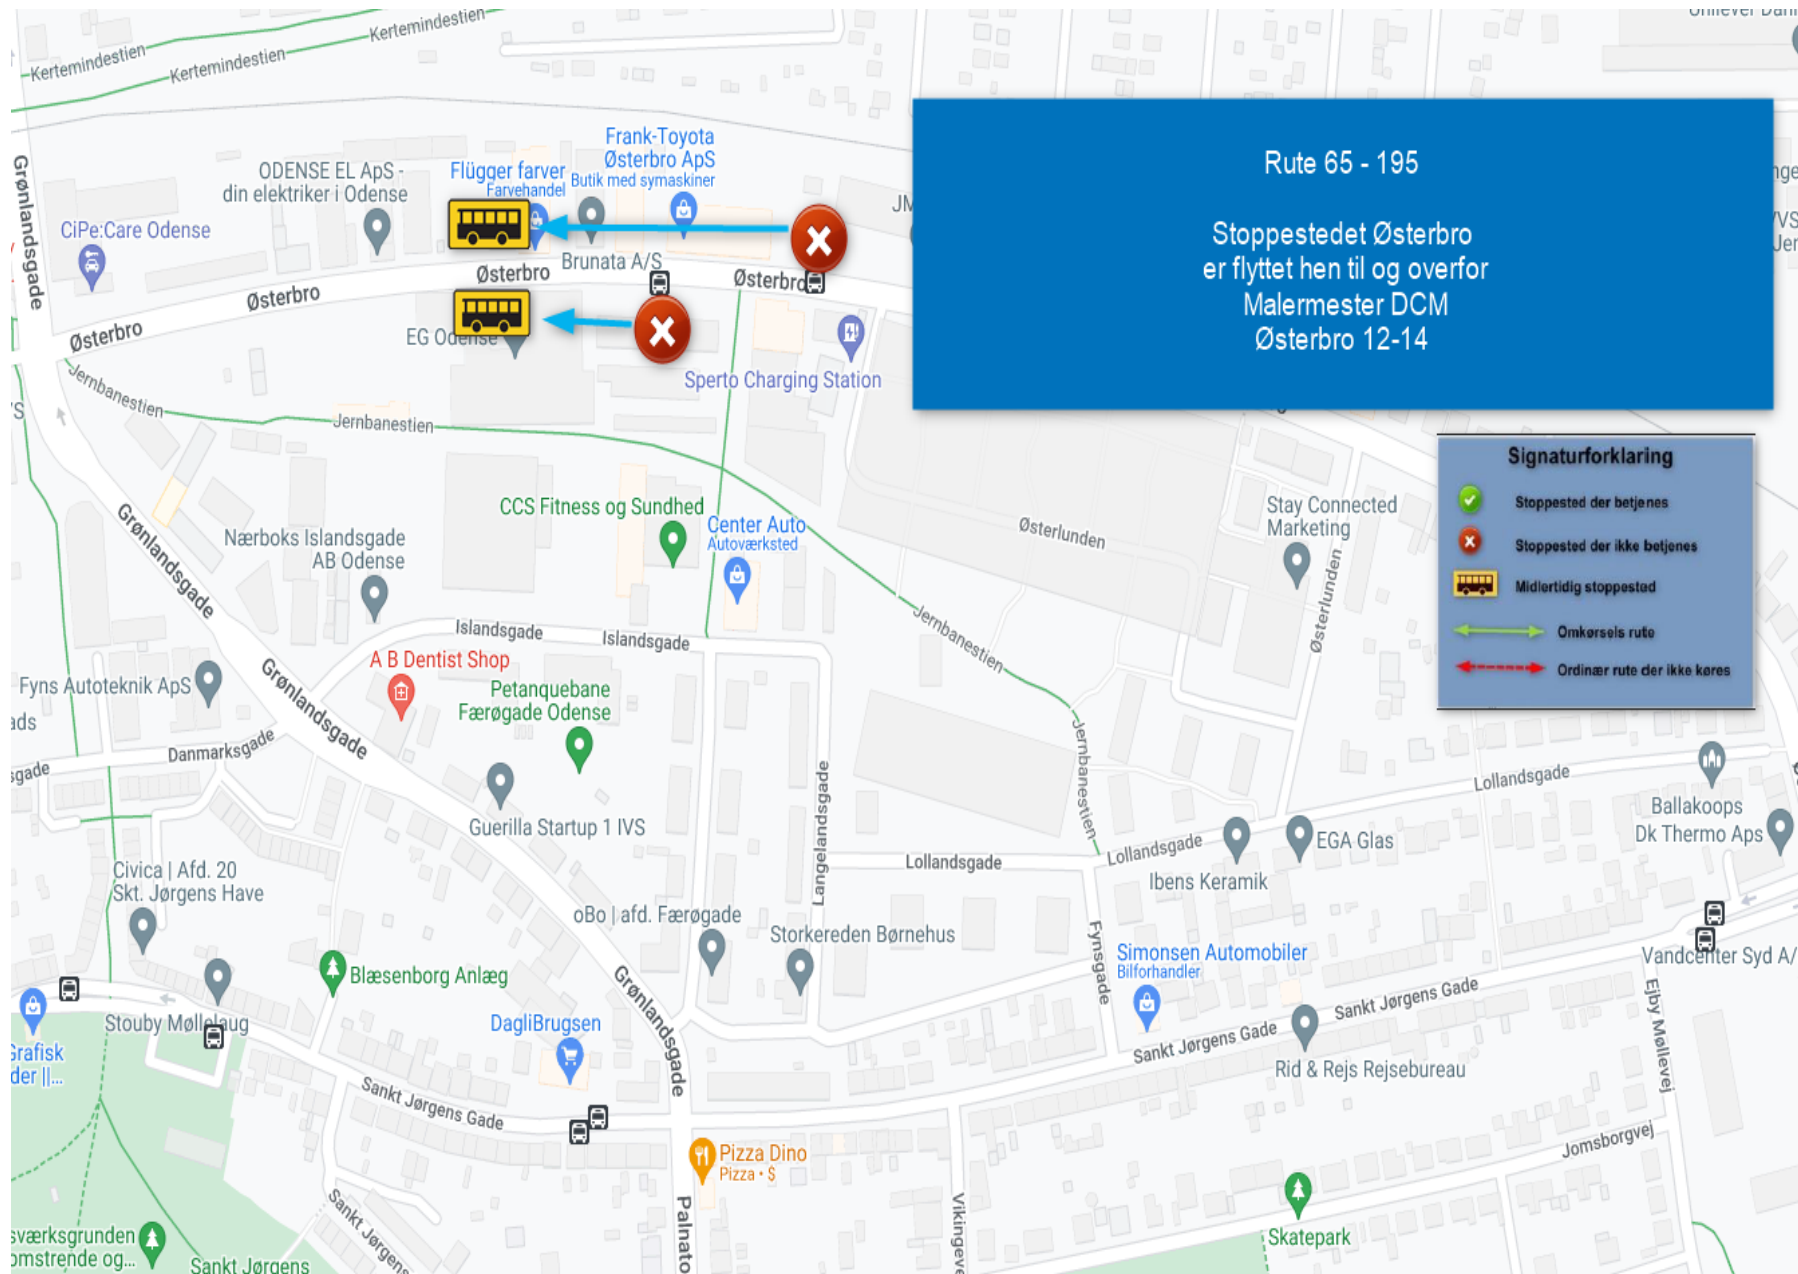 Kertemindestien
Kertemindestien
Kertemindestien
Grønlandsgade
ODENSE EL ApS -
din elektriker i Odense
CiPe:Care Odense
Flügger farver
Farvehandel
Frank-Toyota
Østerbro ApS
Butik med symaskiner
Brunata A/S
Østerbro
Østerbro
Østerbro
Østerbro
EG Odense
Sperto Charging Station
Rute 65 - 195
Stoppestedet Østerbro
er flyttet hen til og overfor
Malermester DCM
Østerbro 12-14
Signaturforklaring
Stoppested der betjenes
Stoppested der ikke betjenes
Midlertidig stoppested
Omkørsels rute
Ordinær rute der ikke køres
Jernbanestien
Jernbanestien
Jernbanestien
Jernbanestien
Grønlandsgade
Nærboks Islandsgade
AB Odense
CCS Fitness og Sundhed
Center Auto
Autoværksted
Østerlunden
Stay Connected
Marketing
Østerlunden
Islandsgade
Islandsgade
A B Dentist Shop
Petanquebane
Færøgade Odense
Fyns Autoteknik ApS
Grønlandsgade
Danmarksgade
Guerilla Startup 1 IVS
Langelandsgade
Lollandsgade
Lollandsgade
Lollandsgade
Ballakoops
Dk Thermo Aps
EGA Glas
Ibens Keramik
Civica | Afd. 20
Skt. Jørgens Have
oBo | afd. Færøgade
Storkereden Børnehus
Fynsgade
Simonsen Automobiler
Bilforhandler
Vandcenter Syd A/
Blæsenborg Anlæg
Grønlandsgade
Stouby Møllelaug
DagliBrugsen
Sankt Jørgens Gade
Sankt Jørgens Gade
Sankt Jørgens Gade
Rid & Rejs Rejsebureau
Ejby Møllevej
Grafisk
der ||...
Pizza Dino
Pizza • $
Jomsborgvej
Skatepark
Palnato
Vikingeve
Sankt Jørgens
sværksgrunden
omstrende og...
Sankt Jørgens